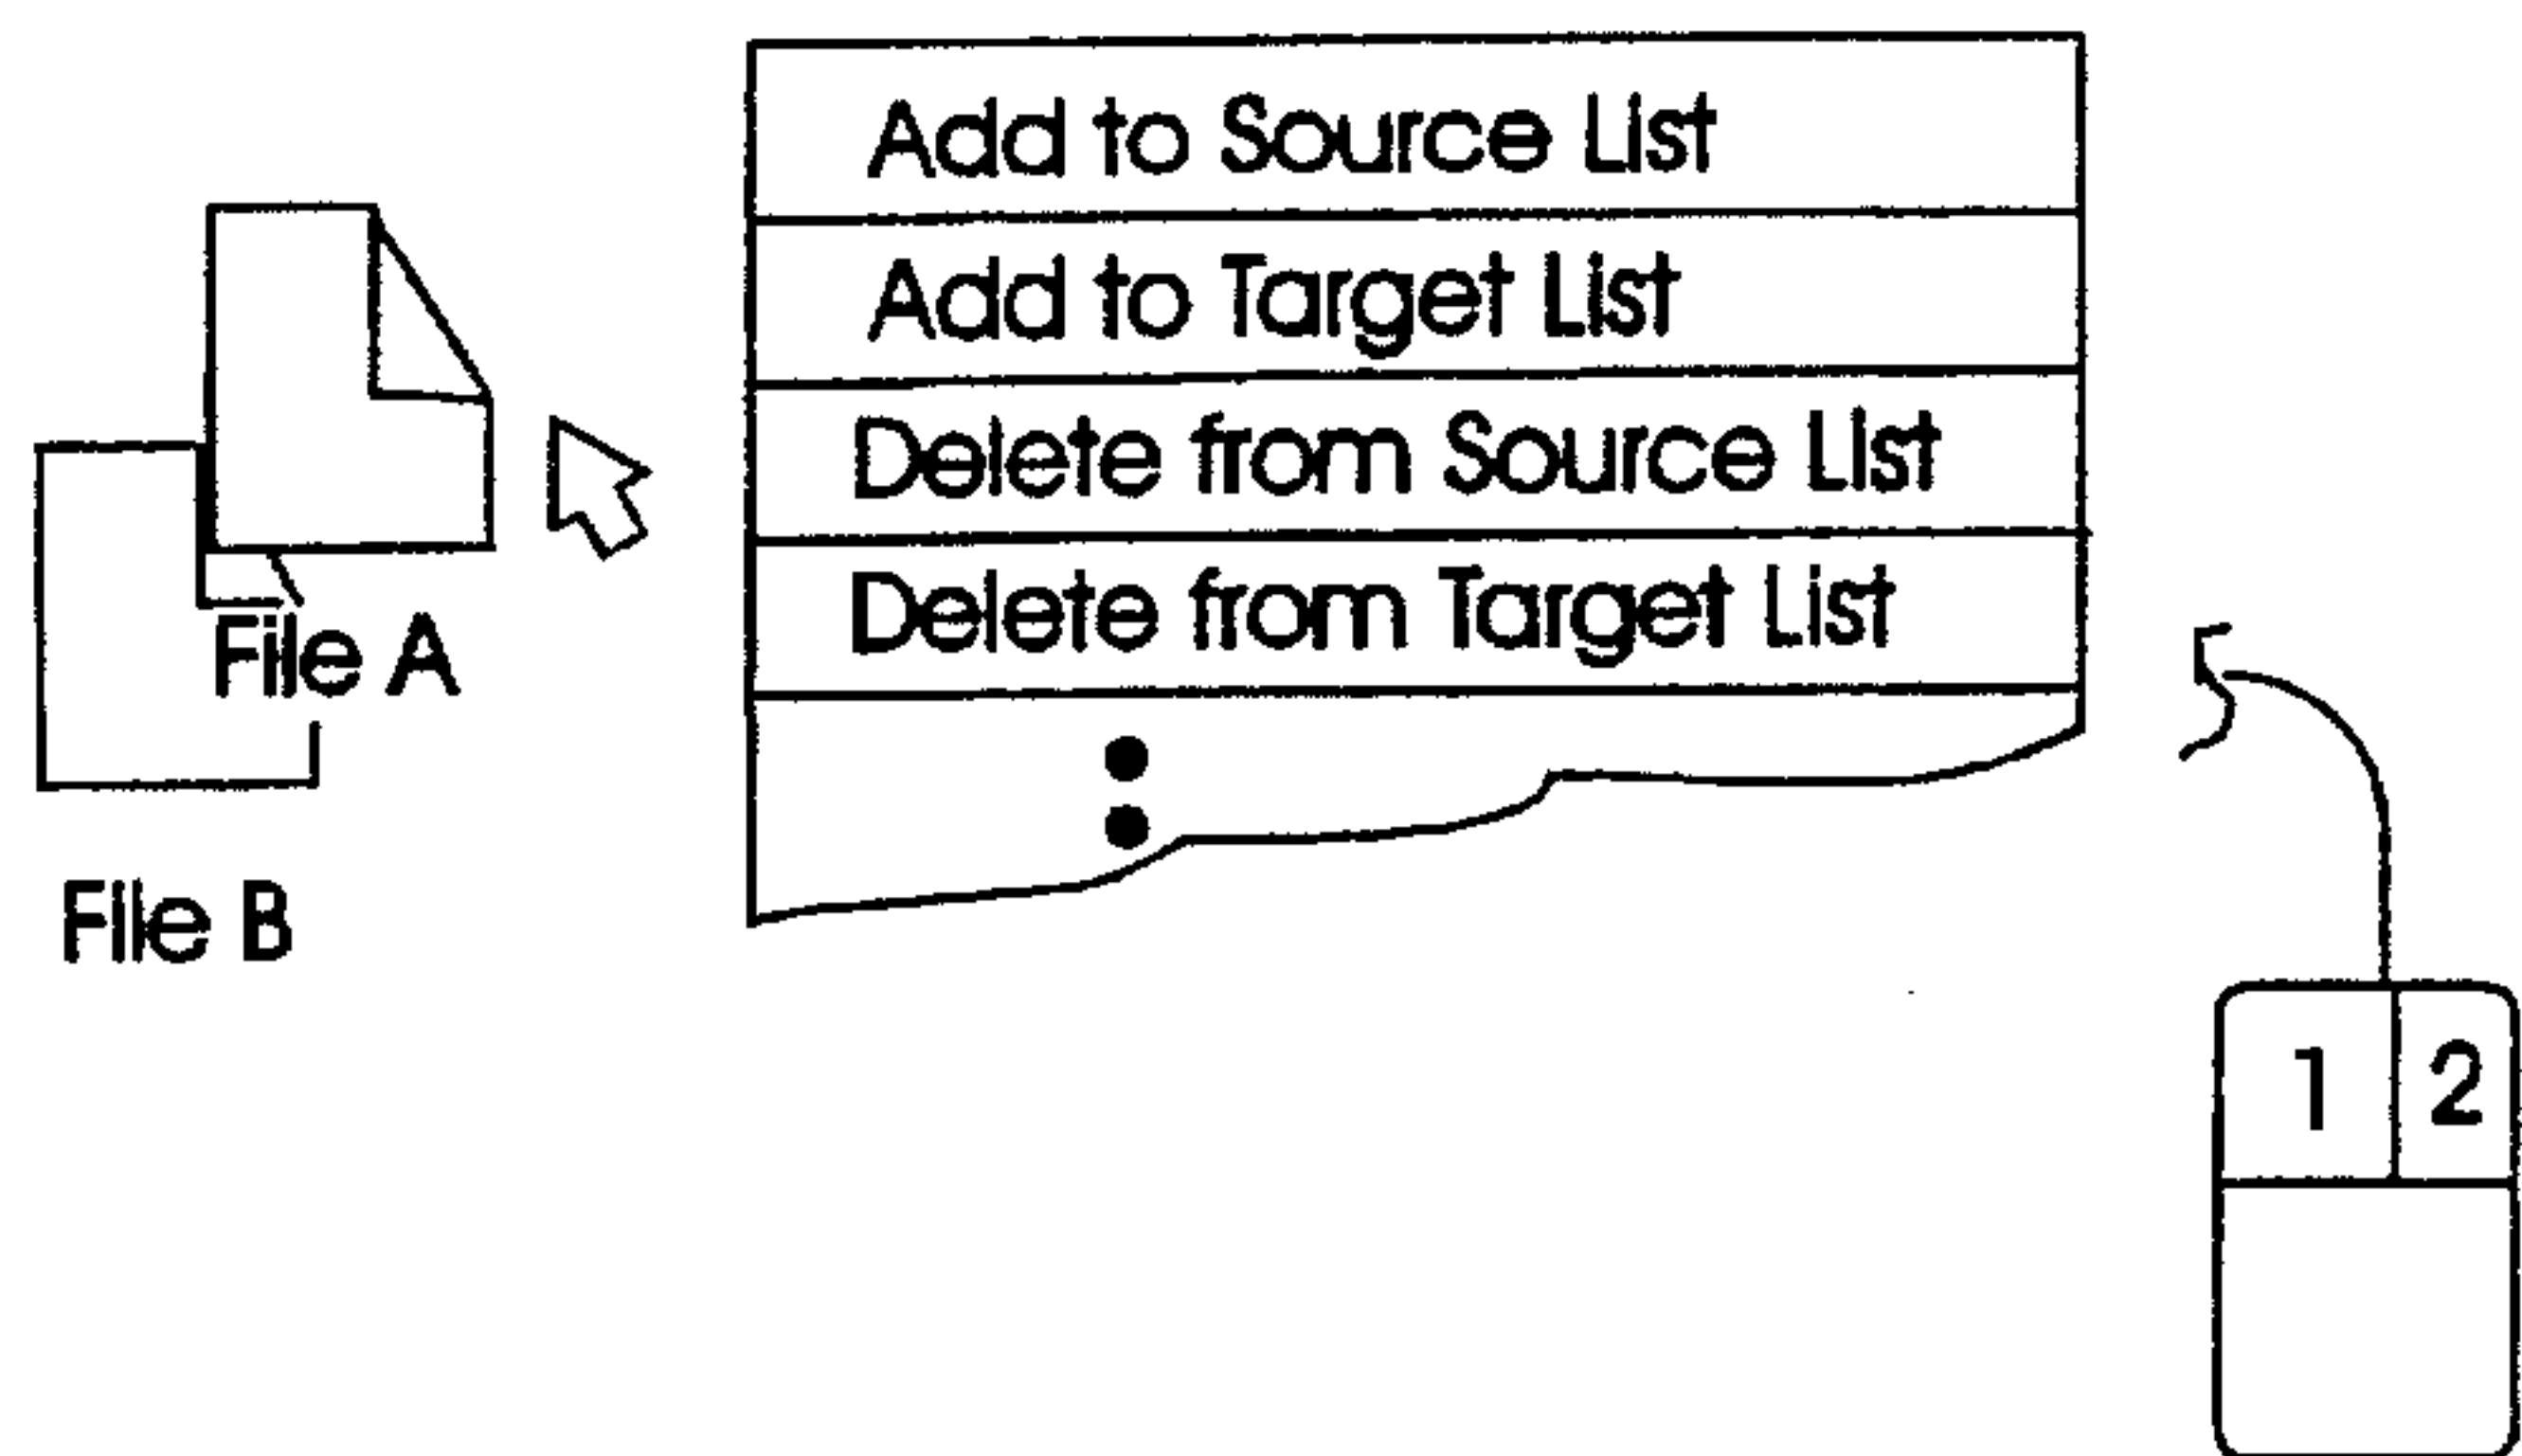 Add to Source List
Add to Target List
Delete from Source List
Delete from Target List
File A
File B
1 2